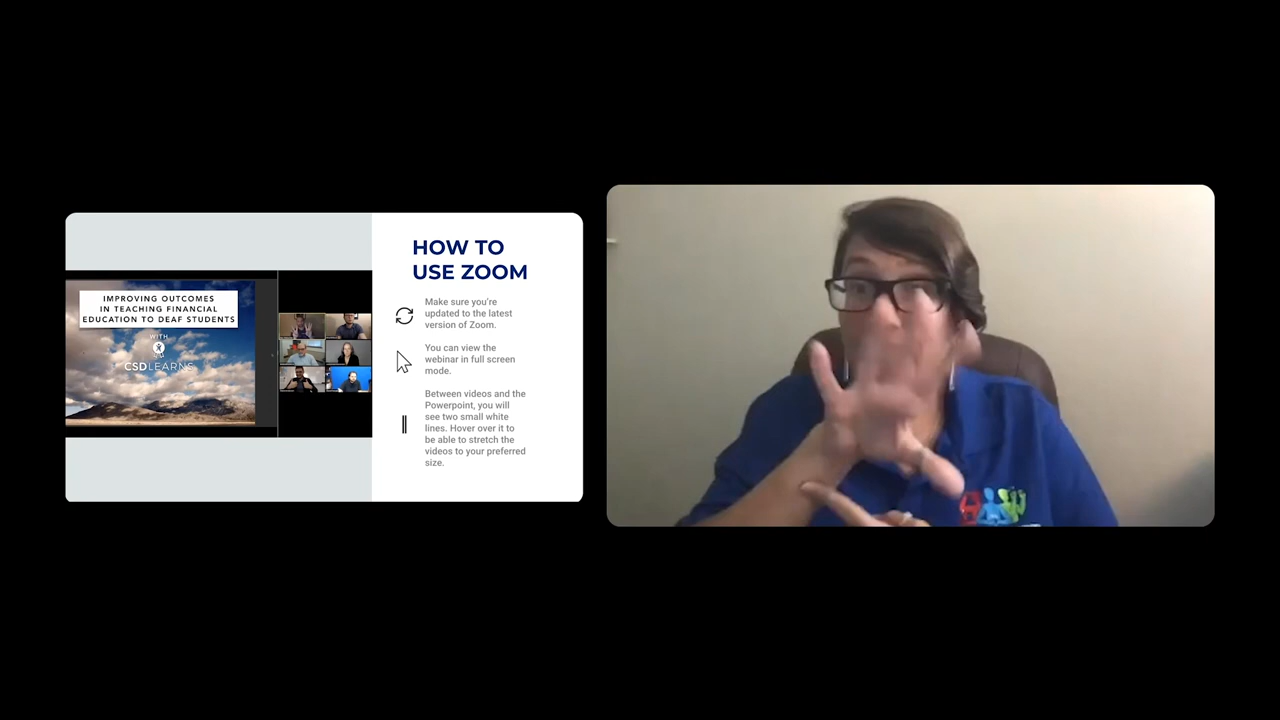 IMPROVING OUTCOMES
IN TEACHING FINANCIAL
EDUCATION TO DEAF STUDENTS
WITH
CSDLEARNS
HOW TO
USE ZOOM
Make sure you're
updated to the latest
version of Zoom.
You can view the
webinar in full screen
mode.
Between videos and the
Powerpoint, you will
see two small white
lines. Hover over it to
be able to stretch the
videos to your preferred
size.